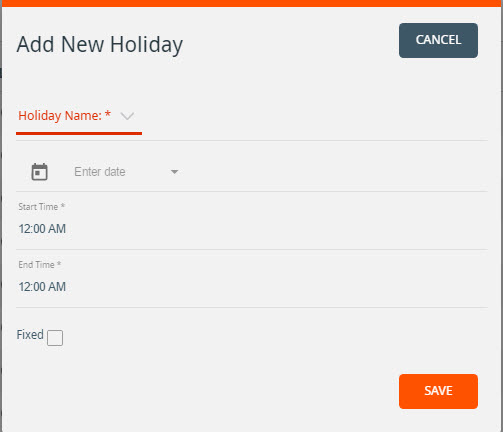 Add New Holiday
CANCEL
Holiday Name: *
Enter date
Start Time *
12:00 AM
End Time *
12:00 AM
Fixed
SAVE